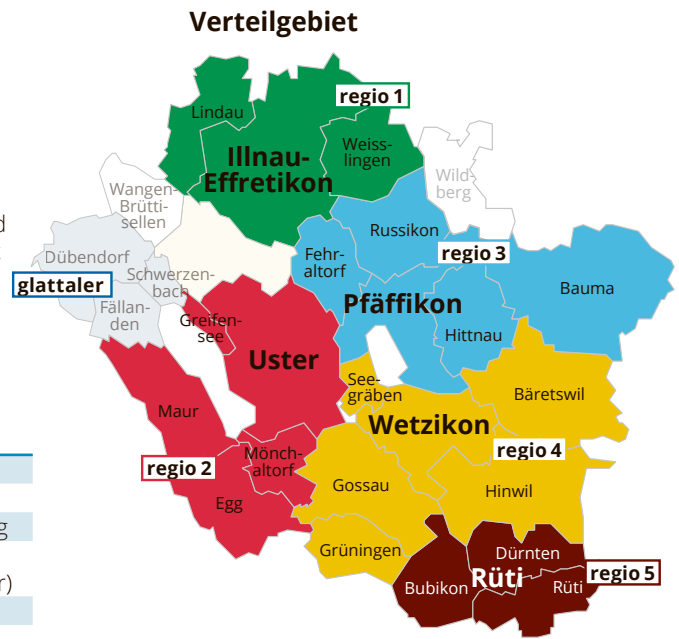 Verteilgebiet
regio 1
Lindau
Weiss-
lingen
Illnau-
Effretikon
Wild-
berg
Wangen-
Brütti-
sellen
d
Russikon
regio 3
Dübendorf
Fehr-
altorf
Schwerzen-
bach
glattaler
Bauma
Pfäffikon
Fällan-
den
Greifen-
see
Hittnau
Uster
See-
gräben
Bäretswil
Maur
Wetzikon
regio 4
Mönch-
altorf
regio 2
Gossau
Hinwil
Egg
g
Grüningen
Dürnten
regio 5
Rüti
Rüti
Bubikon
r)